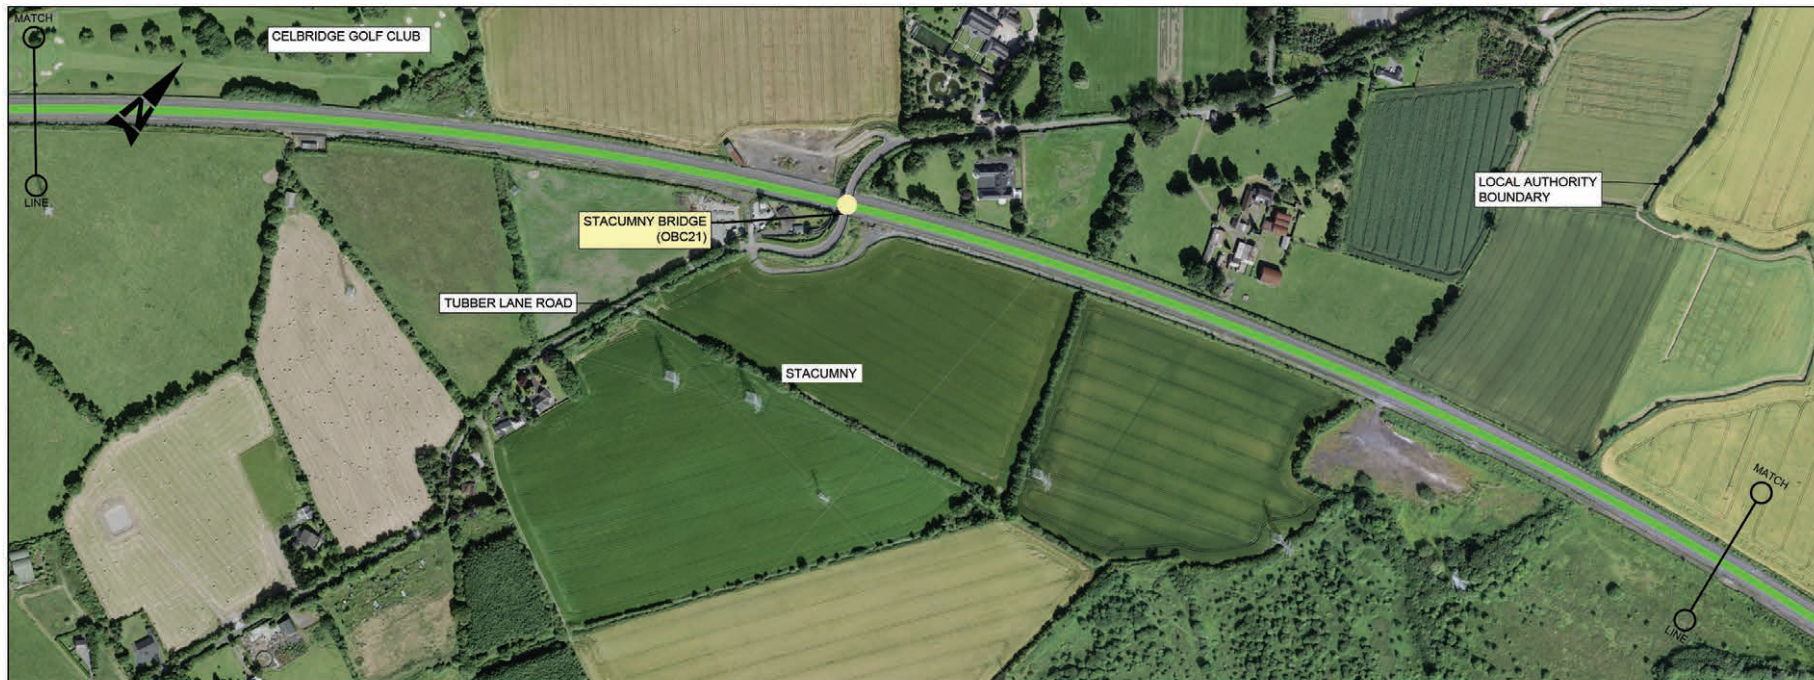 MATCH
LINE
CELBRIDGE GOLF CLUB
N
STACUMNY BRIDGE
(OBC21)
TUBBER LANE ROAD
STACUMNY
LOCAL AUTHORITY
BOUNDARY
MATCH
LINE